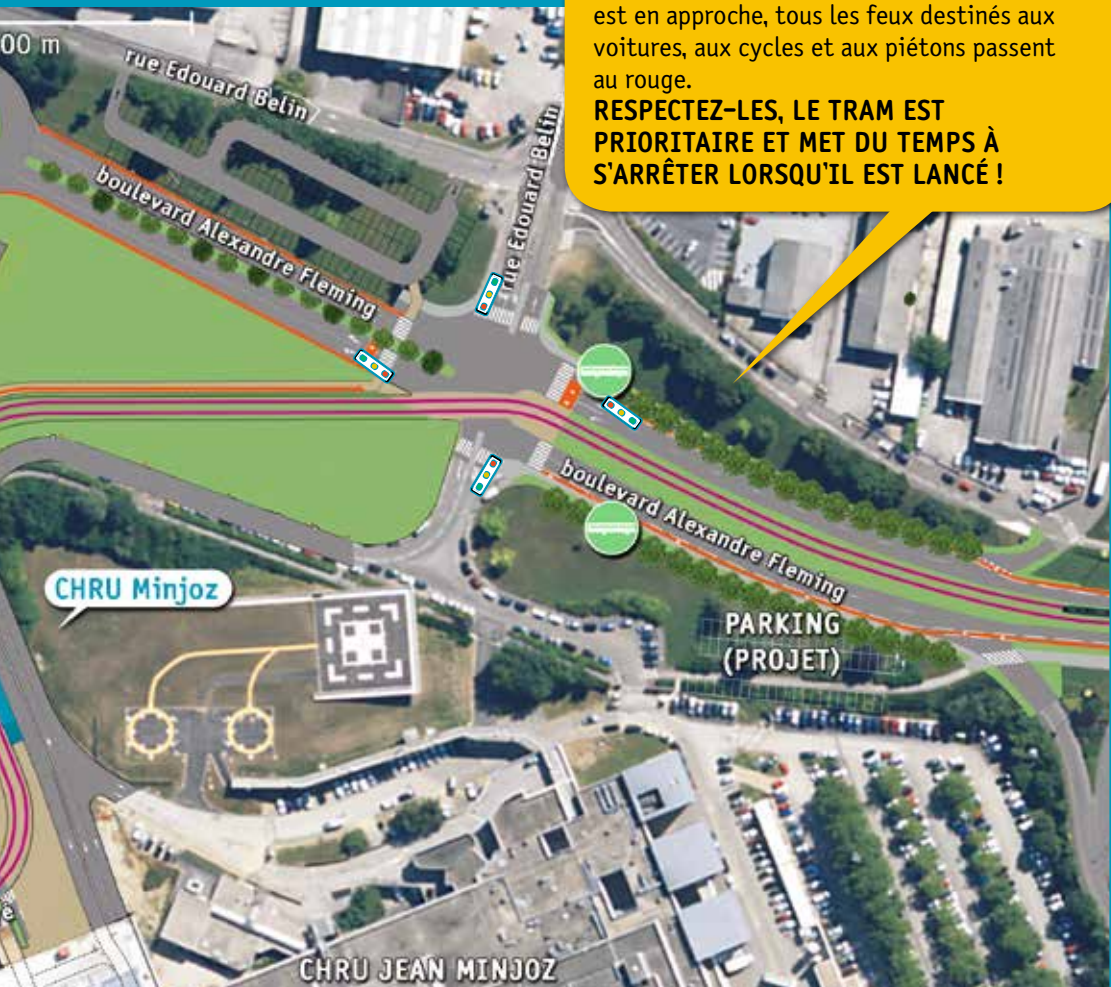 est en approche, tous les feux destinés aux
voitures, aux cycles et aux piétons passent
au rouge.
RESPECTEZ-LES, LE TRAM EST
PRIORITAIRE ET MET DU TEMPS À
S'ARRÊTER LORSQU'IL EST LANCÉ !
00 m
rue Edouard Belin
rue Edouard Belin
boulevard Alexandre Fleming
boulevard Alexandre Fleming
CHRU Minjoz
PARKING
(PROJET)
CHRU JEAN MINJOZ